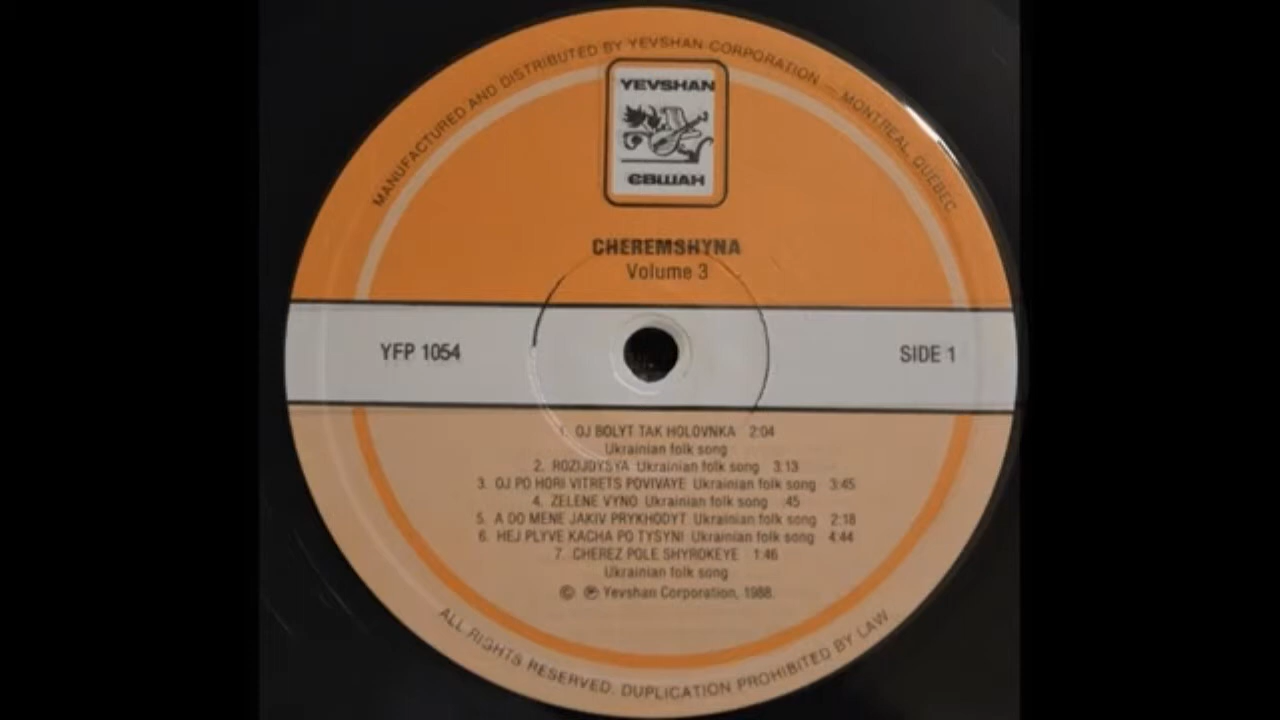 MANUFACTURED AND DISTRIBUTED BY YEVSHAN CORPORATION — MONTREAL, QUEBEC
YEVSHAN
ЄВШАН
CHEREMSHYNA
Volume 3
YFP 1054
SIDE 1
1. OJ BOLYT TAK HOLOVNKA 2:04
Ukrainian folk song
2. ROZIJDYSYA Ukrainian folk song 3:13
3. OJ PO HORI VITRETS POVIVAYE Ukrainian folk song 3:45
4. ZELENE VYNO Ukrainian folk song :45
5. A DO MENE JAKIV PRYKHODYT Ukrainian folk song 2:18
6. HEJ PLYVE KACHA PO TYSYNI Ukrainian folk song 4:44
7. CHEREZ POLE SHYROKEYE 1:46
Ukrainian folk song
© ℗ Yevshan Corporation, 1988.
ALL RIGHTS RESERVED. DUPLICATION PROHIBITED BY LAW